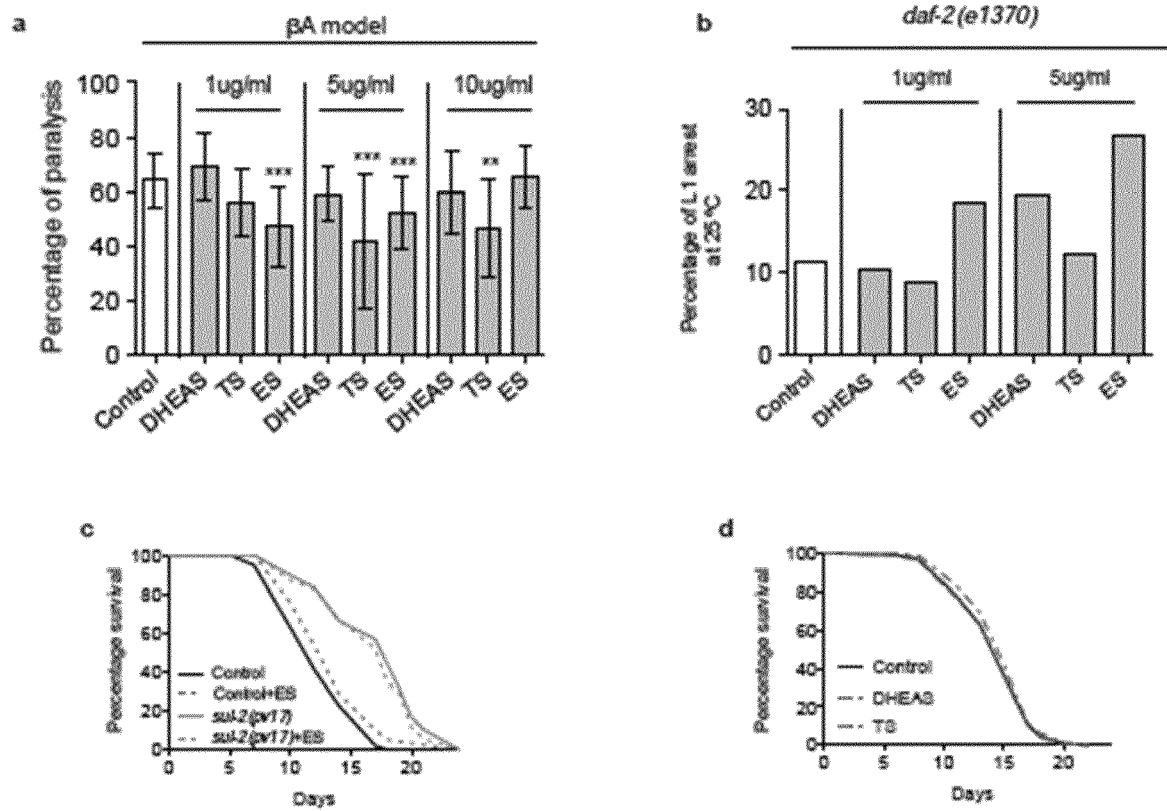 a
βA model
Percentage of paralysis
100
80
60
40
20
0
1ug/ml
5ug/ml
10ug/ml
***
***
***
**
Control
DHEAS
TS
ES
DHEAS
TS
ES
DHEAS
TS
ES
b
daf-2(e1370)
Percentage of L1 arrest
at 25ºC
30
20
10
0
1ug/ml
5ug/ml
Control
DHEAS
TS
ES
DHEAS
TS
ES
c
Percentage survival
100
80
60
40
20
0
Control
Control+ES
sul-2(pv17)
sul-2(pv17)+ES
0
5
10
15
20
Days
d
Percentage survival
100
80
60
40
20
0
Control
DHEAS
TS
0
5
10
15
20
Days